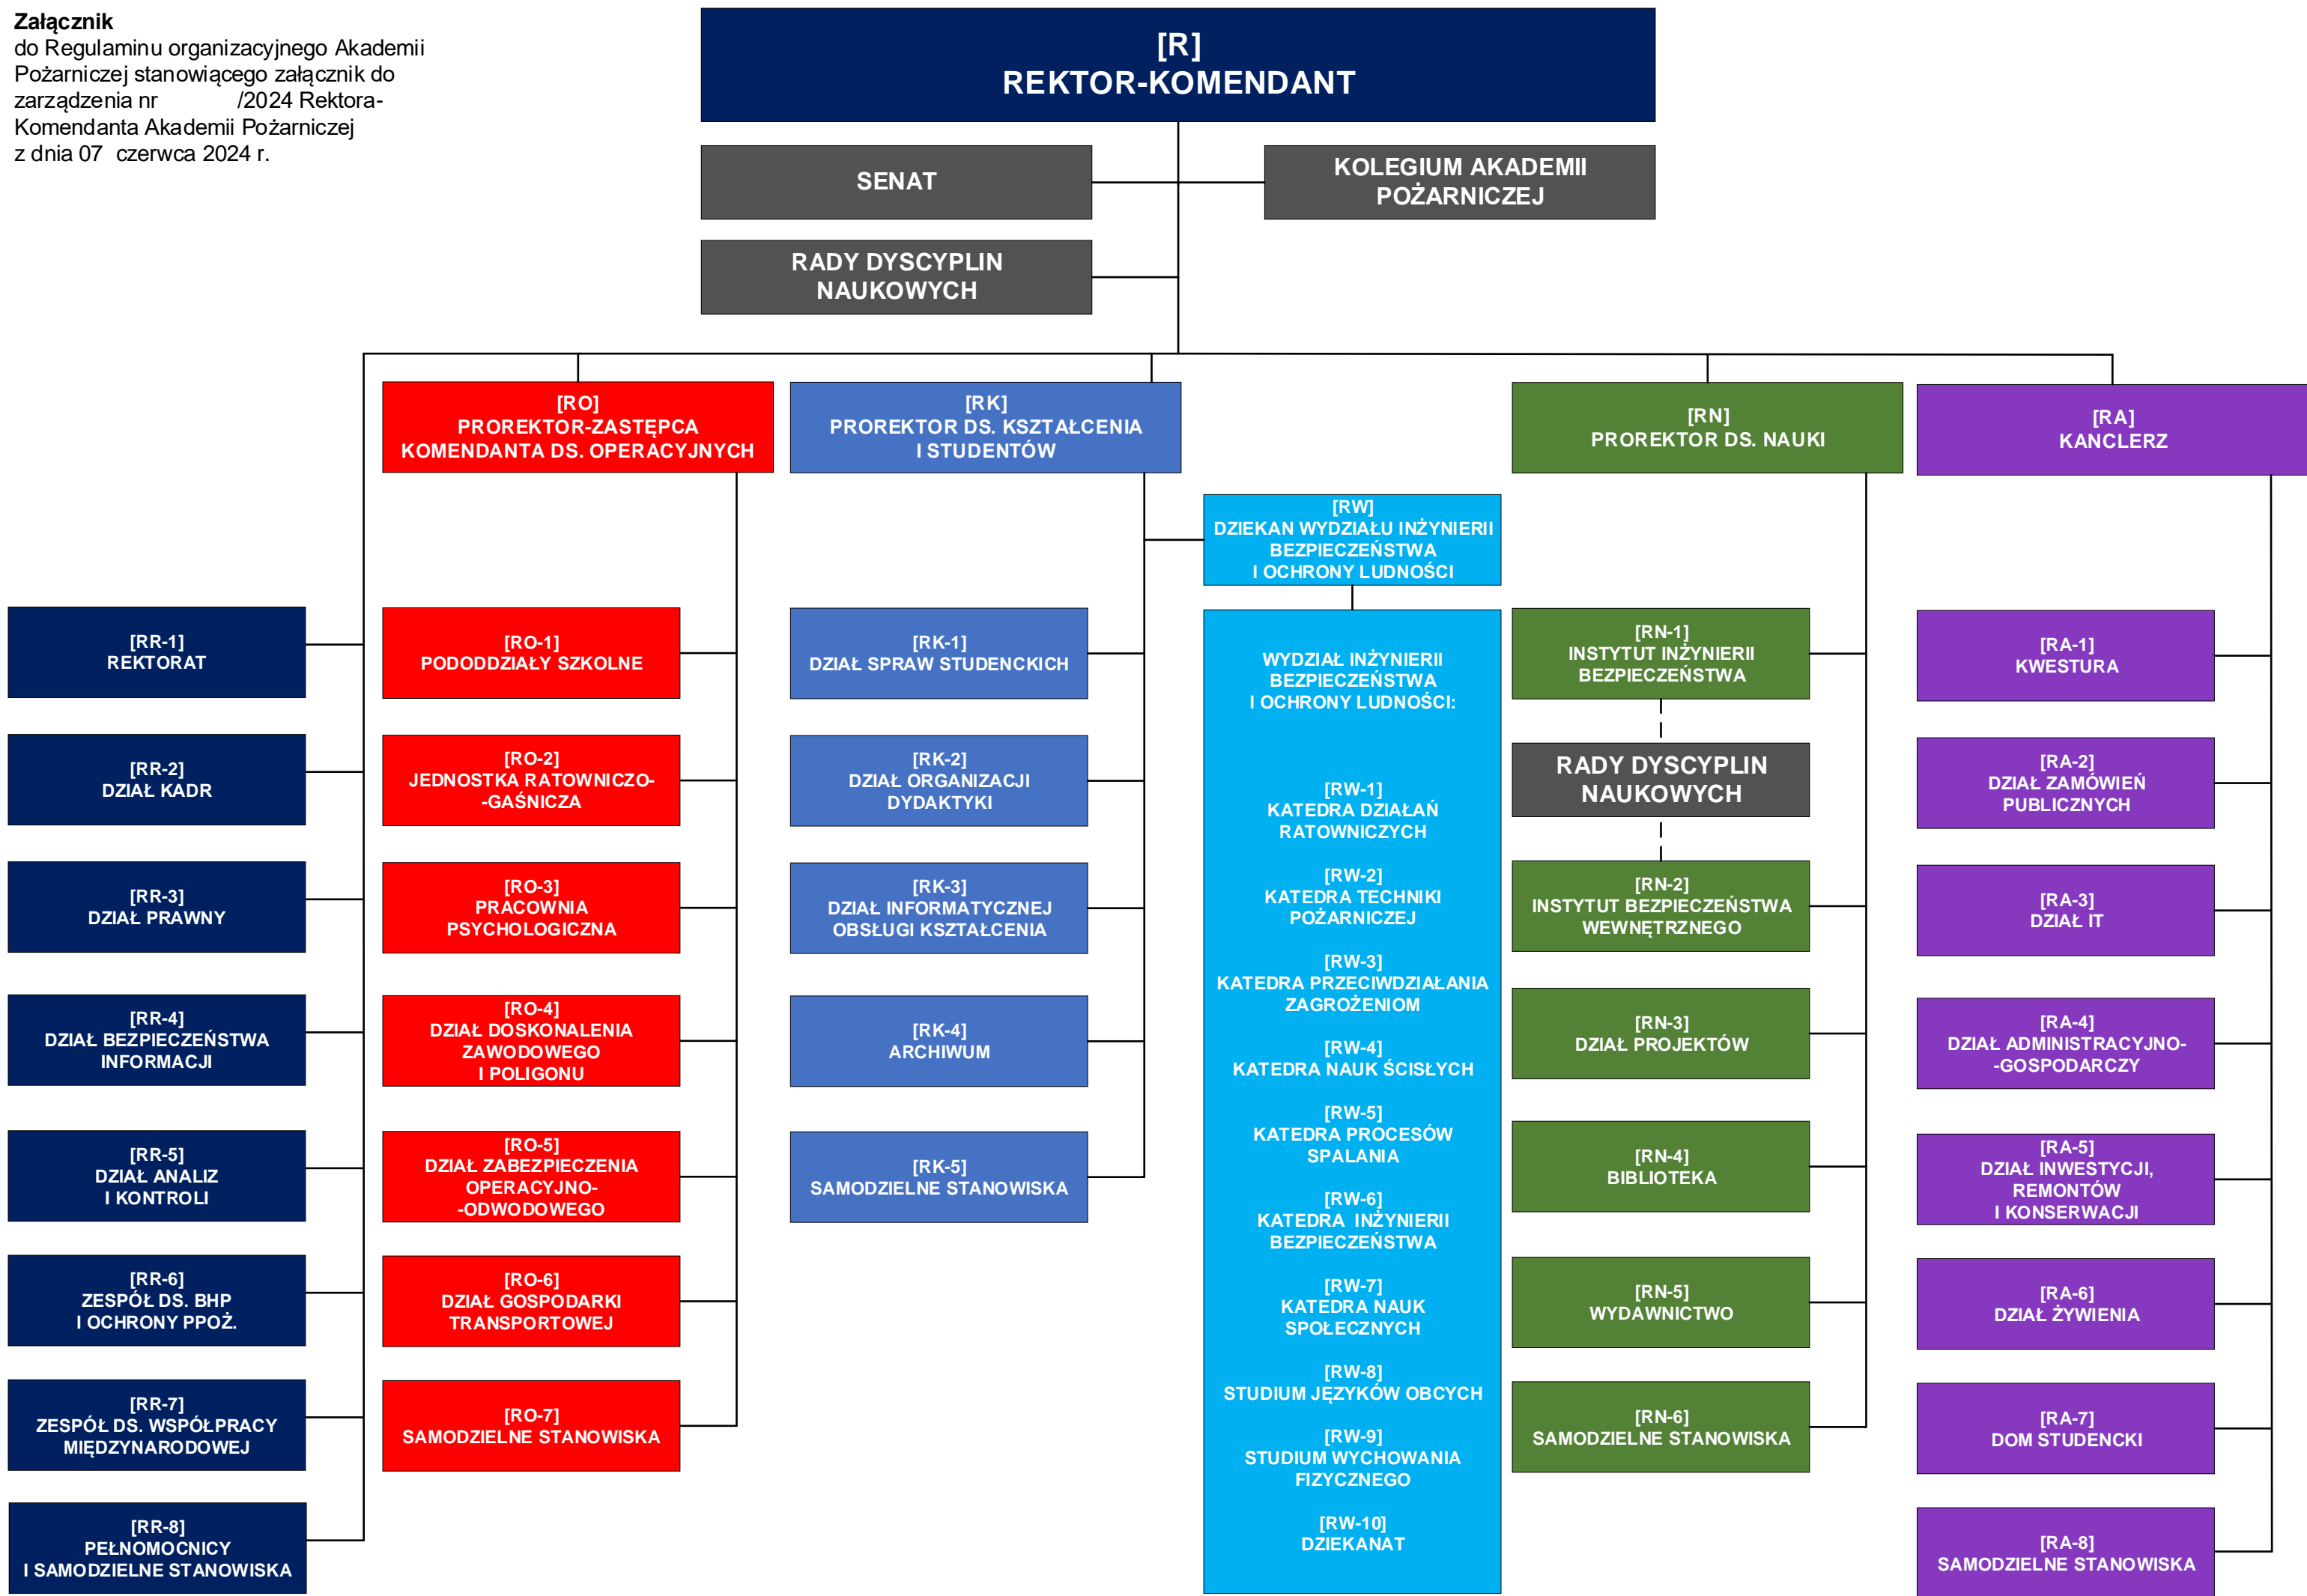 Załącznik
do Regulaminu organizacyjnego Akademii
Pożarniczej stanowiącego załącznik do
zarządzenia nr /2024 Rektora-
Komendanta Akademii Pożarniczej
z dnia 07 czerwca 2024 r.
[R]
REKTOR-KOMENDANT
SENAT
KOLEGIUM AKADEMII
POŻARNICZEJ
RADY DYSCYPLIN
NAUKOWYCH
[RO]
PROREKTOR-ZASTĘPCA
KOMENDANTA DS. OPERACYJNYCH
[RK]
PROREKTOR DS. KSZTAŁCENIA
I STUDENTÓW
[RN]
PROREKTOR DS. NAUKI
[RA]
KANCLERZ
[RR-1]
REKTORAT
[RR-2]
DZIAŁ KADR
[RR-3]
DZIAŁ PRAWNY
[RR-4]
DZIAŁ BEZPIECZEŃSTWA
INFORMACJI
[RR-5]
DZIAŁ ANALIZ
I KONTROLI
[RR-6]
ZESPÓŁ DS. BHP
I OCHRONY PPOŻ.
[RR-7]
ZESPÓŁ DS. WSPÓŁPRACY
MIĘDZYNARODOWEJ
[RR-8]
PEŁNOMOCNICY
I SAMODZIELNE STANOWISKA
[RO-1]
PODODDZIAŁY SZKOLNE
[RO-2]
JEDNOSTKA RATOWNICZO-
-GAŚNICZA
[RO-3]
PRACOWNIA
PSYCHOLOGICZNA
[RO-4]
DZIAŁ DOSKONALENIA
ZAWODOWEGO
I POLIGONU
[RO-5]
DZIAŁ ZABEZPIECZENIA
OPERACYJNO-
-ODWODOWEGO
[RO-6]
DZIAŁ GOSPODARKI
TRANSPORTOWEJ
[RO-7]
SAMODZIELNE STANOWISKA
[RK-1]
DZIAŁ SPRAW STUDENCKICH
[RK-2]
DZIAŁ ORGANIZACJI
DYDAKTYKI
[RK-3]
DZIAŁ INFORMATYCZNEJ
OBSŁUGI KSZTAŁCENIA
[RK-4]
ARCHIWUM
[RK-5]
SAMODZIELNE STANOWISKA
[RW]
DZIEKAN WYDZIAŁU INŻYNIERII
BEZPIECZEŃSTWA
I OCHRONY LUDNOŚCI
WYDZIAŁ INŻYNIERII
BEZPIECZEŃSTWA
I OCHRONY LUDNOŚCI:
[RW-1]
KATEDRA DZIAŁAŃ
RATOWNICZYCH
[RW-2]
KATEDRA TECHNIKI
POŻARNICZEJ
[RW-3]
KATEDRA PRZECIWDZIAŁANIA
ZAGROŻENIOM
[RW-4]
KATEDRA NAUK ŚCISŁYCH
[RW-5]
KATEDRA PROCESÓW
SPALANIA
[RW-6]
KATEDRA INŻYNIERII
BEZPIECZEŃSTWA
[RW-7]
KATEDRA NAUK
SPOŁECZNYCH
[RW-8]
STUDIUM JĘZYKÓW OBCYCH
[RW-9]
STUDIUM WYCHOWANIA
FIZYCZNEGO
[RW-10]
DZIEKANAT
[RN-1]
INSTYTUT INŻYNIERII
BEZPIECZEŃSTWA
RADY DYSCYPLIN
NAUKOWYCH
[RN-2]
INSTYTUT BEZPIECZEŃSTWA
WEWNĘTRZNEGO
[RN-3]
DZIAŁ PROJEKTÓW
[RN-4]
BIBLIOTEKA
[RN-5]
WYDAWNICTWO
[RN-6]
SAMODZIELNE STANOWISKA
[RA-1]
KWESTURA
[RA-2]
DZIAŁ ZAMÓWIEŃ
PUBLICZNYCH
[RA-3]
DZIAŁ IT
[RA-4]
DZIAŁ ADMINISTRACYJNO-
-GOSPODARCZY
[RA-5]
DZIAŁ INWESTYCJI,
REMONTÓW
I KONSERWACJI
[RA-6]
DZIAŁ ŻYWIENIA
[RA-7]
DOM STUDENCKI
[RA-8]
SAMODZIELNE STANOWISKA